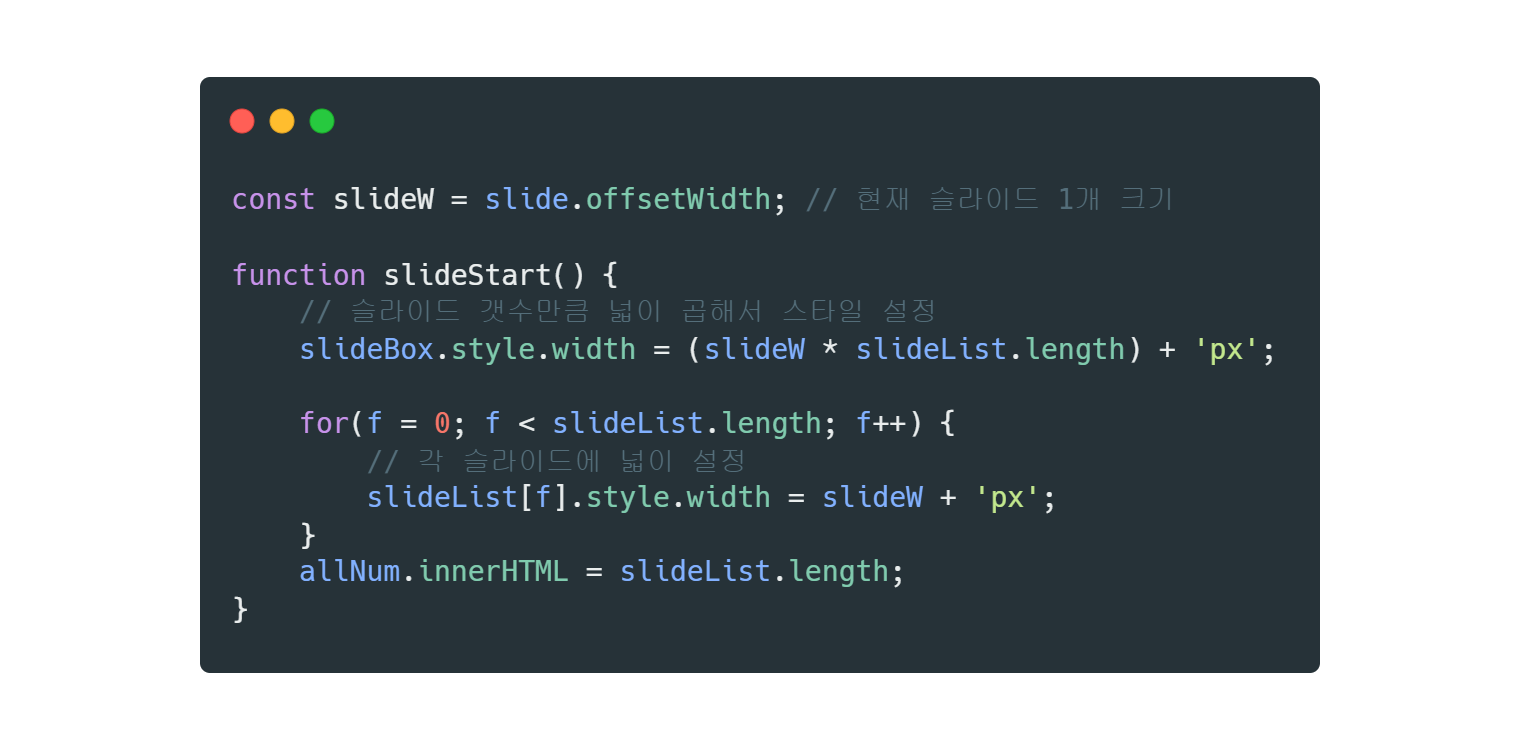 const slideW = slide.offsetWidth; // 현재 슬라이드 1개 크기
function slideStart() {
// 슬라이드 갯수만큼 넓이 곱해서 스타일 설정
slideBox.style.width = (slideW * slideList.length) + 'px';
for(f = 0; f < slideList.length; f++) {
// 각 슬라이드에 넓이 설정
slideList[f].style.width = slideW + 'px';
}
allNum.innerHTML = slideList.length;
}